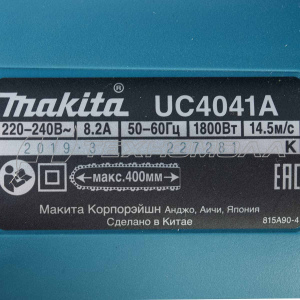 makita® UC4041A
220-240В~ 8.2A 50-60Гц 1800Вт 14.5м/с
2019.3 227281 K
макс.400мм EAC
Макита Корпорэйшн Анджо, Аичи, Япония
Сделано в Китае 815A90-4